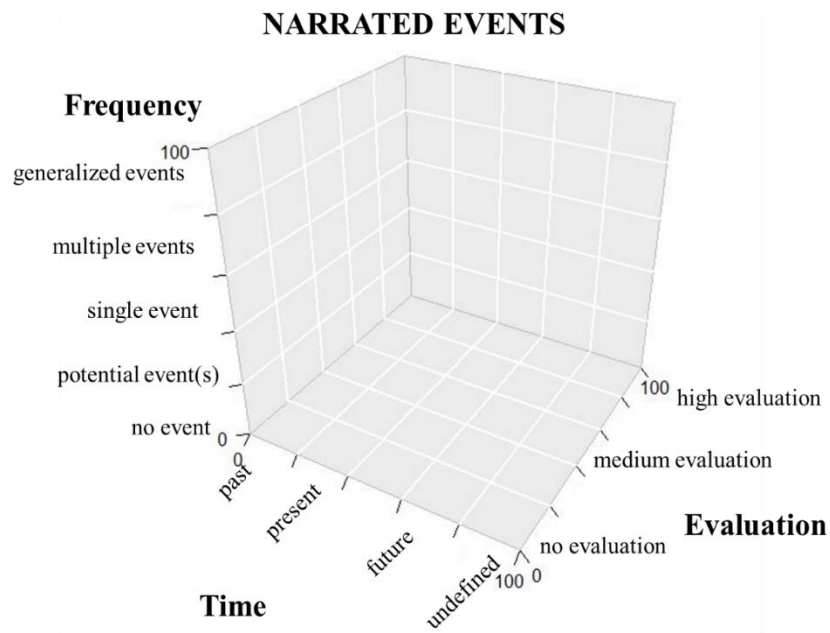 NARRATED EVENTS
Frequency
100
generalized events
multiple events
single event
potential event(s)
no event 0
0
past
present
future
undefined
100
Time
0
no evaluation
medium evaluation
100
high evaluation
Evaluation